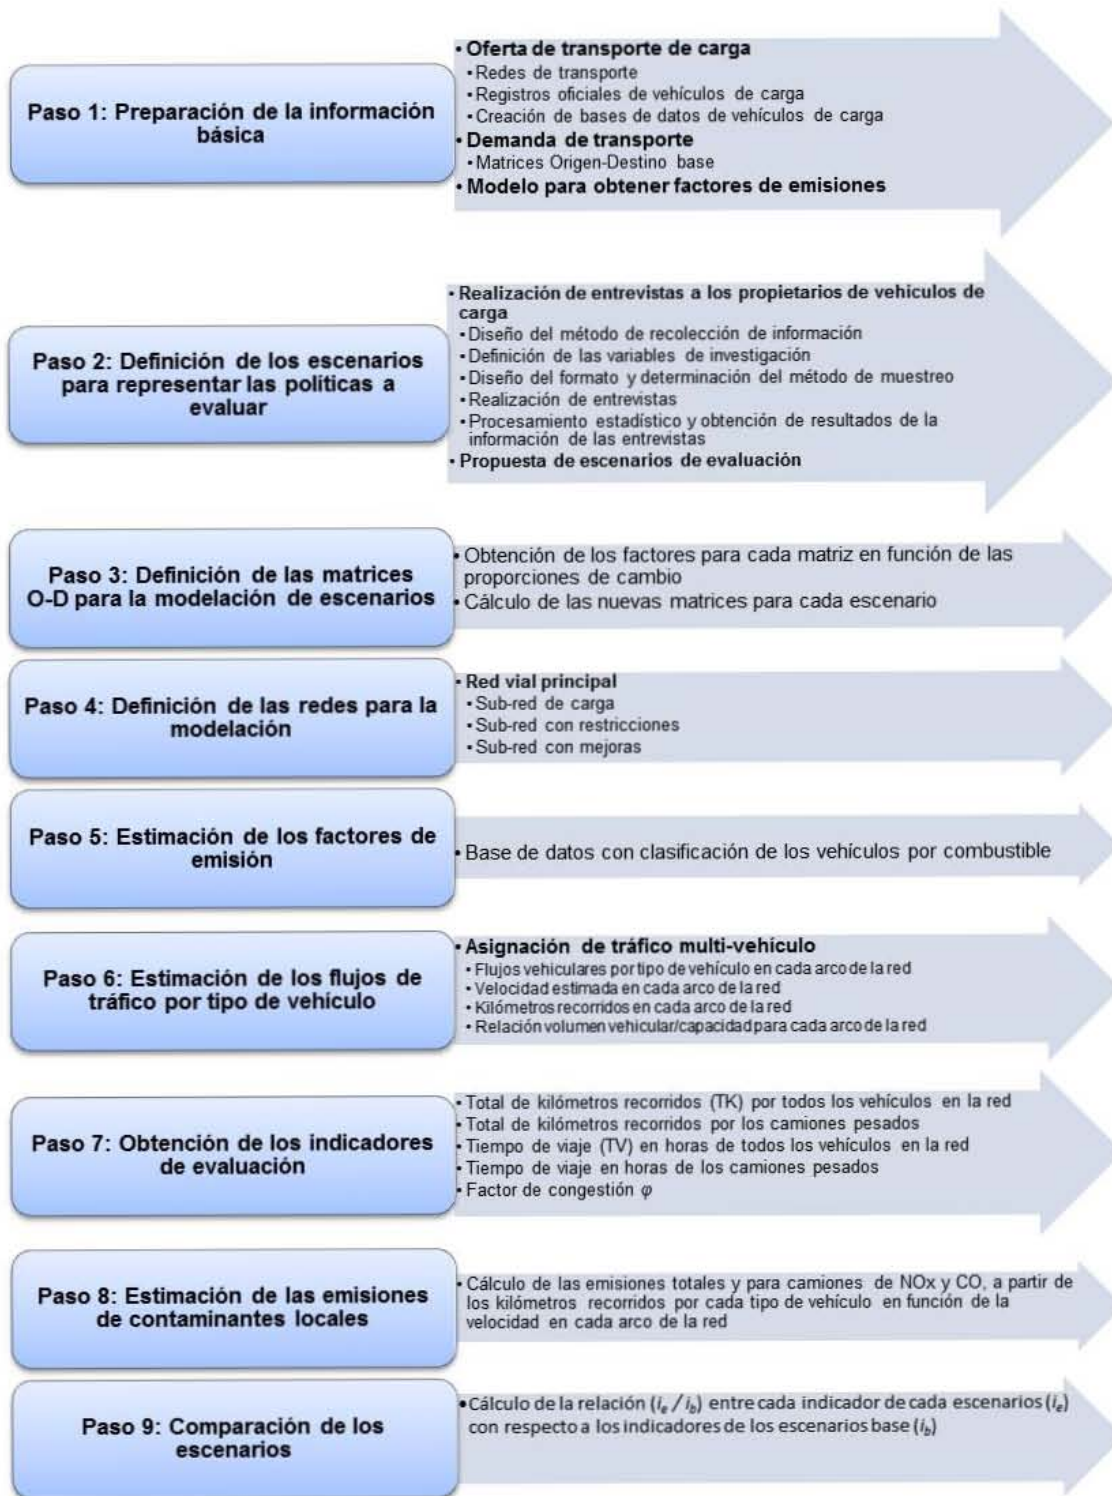 Paso 1: Preparación de la información
básica
• Oferta de transporte de carga
• Redes de transporte
• Registros oficiales de vehículos de carga
• Creación de bases de datos de vehículos de carga
• Demanda de transporte
• Matrices Origen-Destino base
• Modelo para obtener factores de emisiones
Paso 2: Definición de los escenarios
para representar las políticas a
evaluar
• Realización de entrevistas a los propietarios de vehículos de
carga
• Diseño del método de recolección de información
• Definición de las variables de investigación
• Diseño del formato y determinación del método de muestreo
• Realización de entrevistas
• Procesamiento estadístico y obtención de resultados de la
información de las entrevistas
• Propuesta de escenarios de evaluación
Paso 3: Definición de las matrices
O-D para la modelación de escenarios
• Obtención de los factores para cada matriz en función de las
proporciones de cambio
• Cálculo de las nuevas matrices para cada escenario
Paso 4: Definición de las redes para la
modelación
• Red vial principal
• Sub-red de carga
• Sub-red con restricciones
• Sub-red con mejoras
Paso 5: Estimación de los factores de
emisión
• Base de datos con clasificación de los vehículos por combustible
Paso 6: Estimación de los flujos de
tráfico por tipo de vehículo
• Asignación de tráfico multi-vehículo
• Flujos vehiculares por tipo de vehículo en cada arco de la red
• Velocidad estimada en cada arco de la red
• Kilómetros recorridos en cada arco de la red
• Relación volumen vehicular/capacidad para cada arco de la red
Paso 7: Obtención de los indicadores
de evaluación
• Total de kilómetros recorridos (TK) por todos los vehículos en la red
• Total de kilómetros recorridos por los camiones pesados
• Tiempo de viaje (TV) en horas de todos los vehículos en la red
• Tiempo de viaje en horas de los camiones pesados
• Factor de congestión φ
Paso 8: Estimación de las emisiones
de contaminantes locales
• Cálculo de las emisiones totales y para camiones de NOx y CO, a partir de
los kilómetros recorridos por cada tipo de vehículo en función de la
velocidad en cada arco de la red
Paso 9: Comparación de los
escenarios
• Cálculo de la relación (iₑ / i_b) entre cada indicador de cada escenarios (iₑ)
con respecto a los indicadores de los escenarios base (i_b)